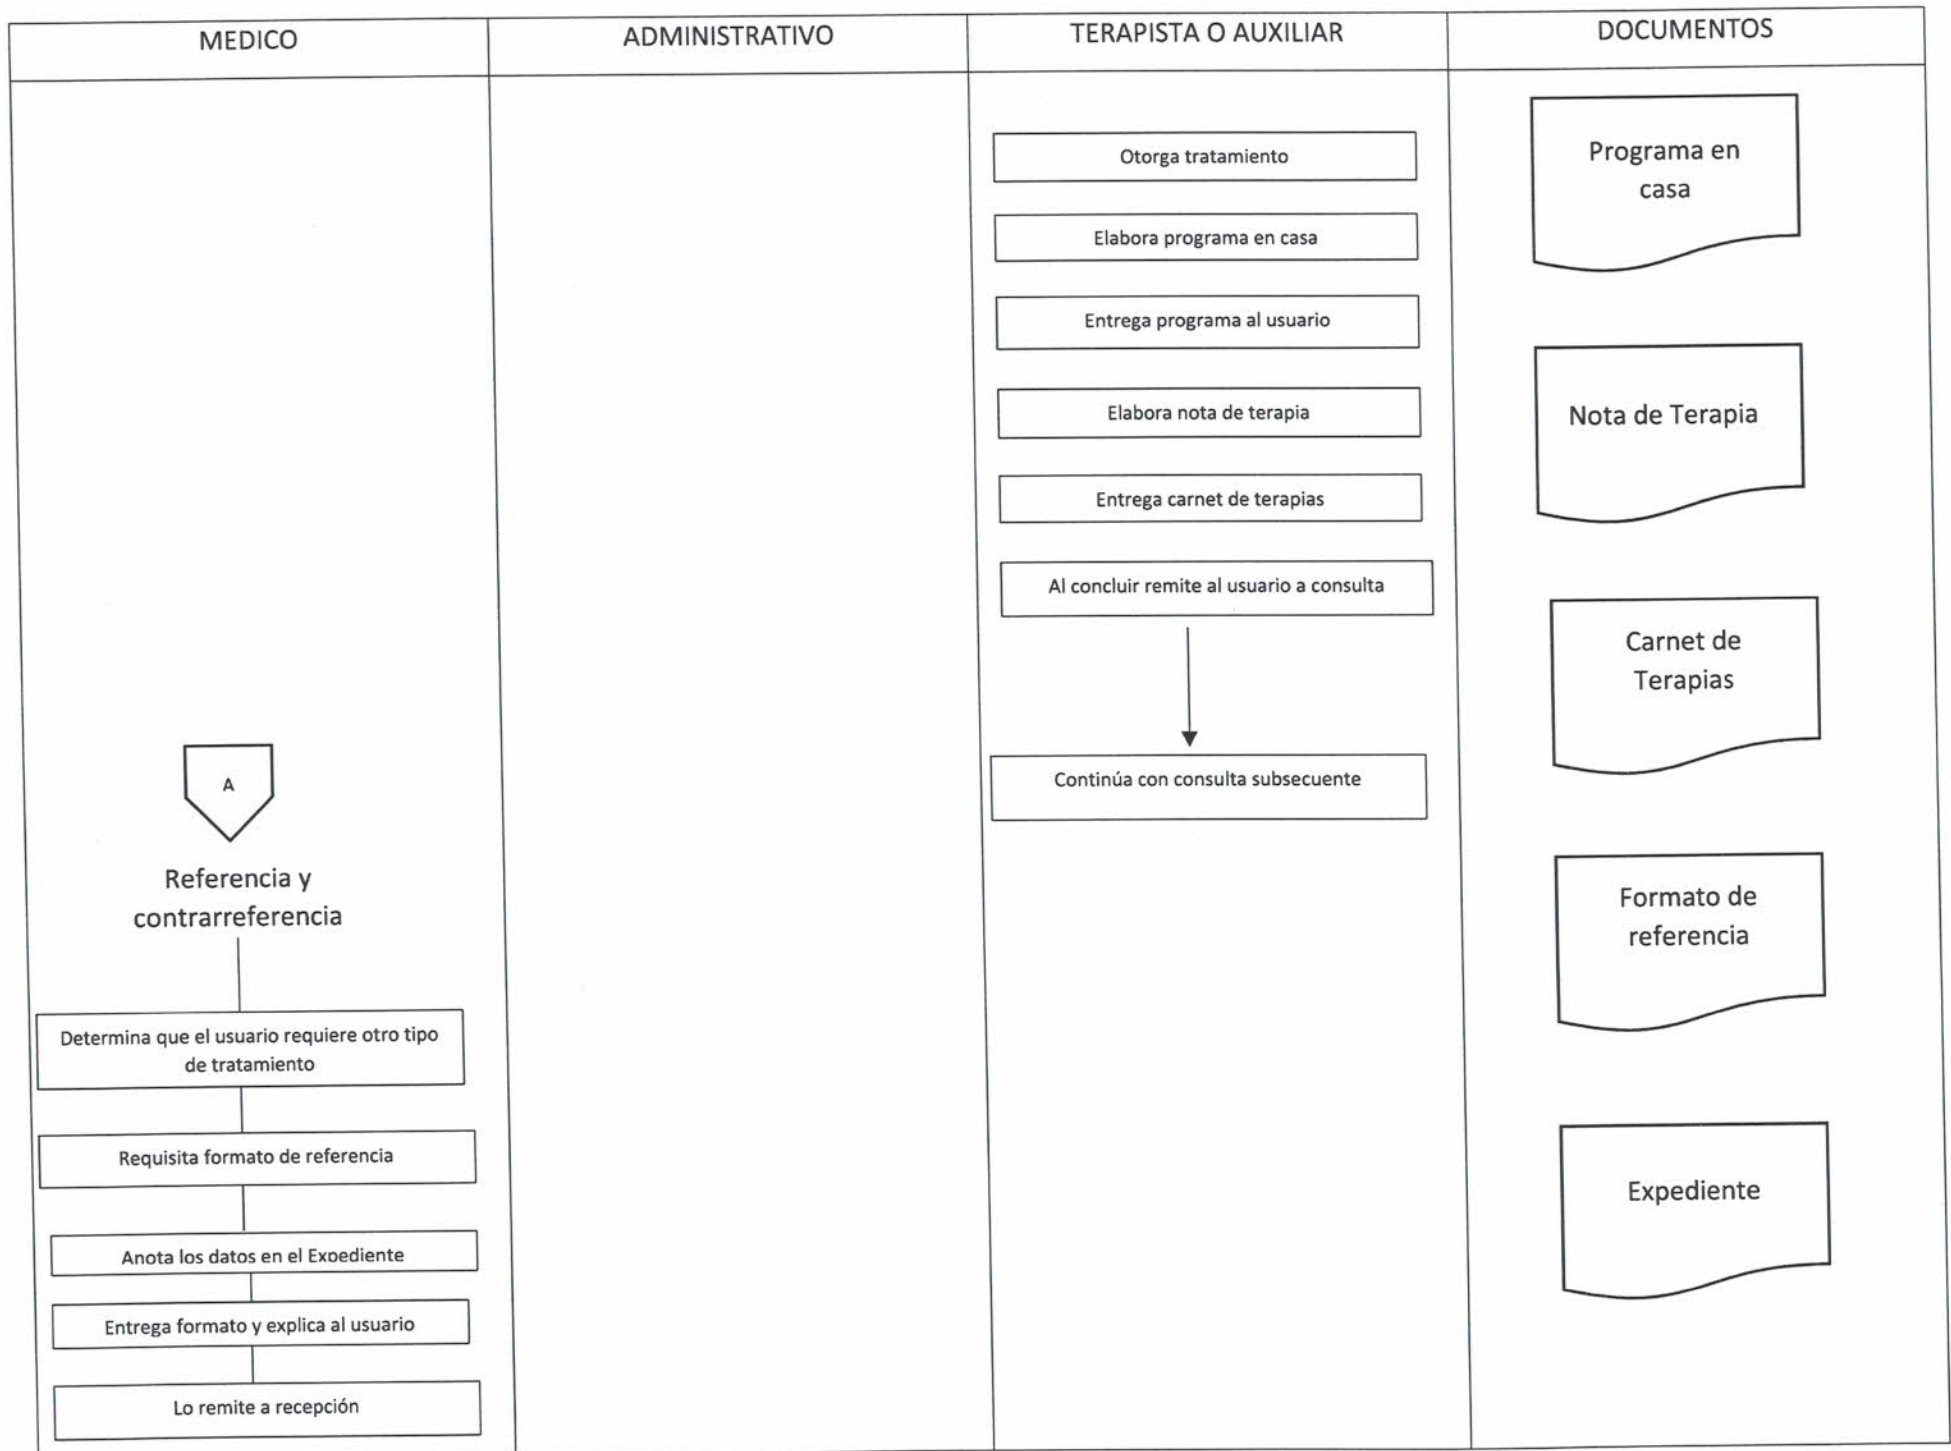 MEDICO
ADMINISTRATIVO
TERAPISTA O AUXILIAR
DOCUMENTOS
Otorga tratamiento
Elabora programa en casa
Entrega programa al usuario
Elabora nota de terapia
Entrega carnet de terapias
Al concluir remite al usuario a consulta
Continúa con consulta subsecuente
Programa en
casa
Nota de Terapia
Carnet de
Terapias
Formato de
referencia
Expediente
A
Referencia y
contrarreferencia
Determina que el usuario requiere otro tipo
de tratamiento
Requisita formato de referencia
Anota los datos en el Expediente
Entrega formato y explica al usuario
Lo remite a recepción